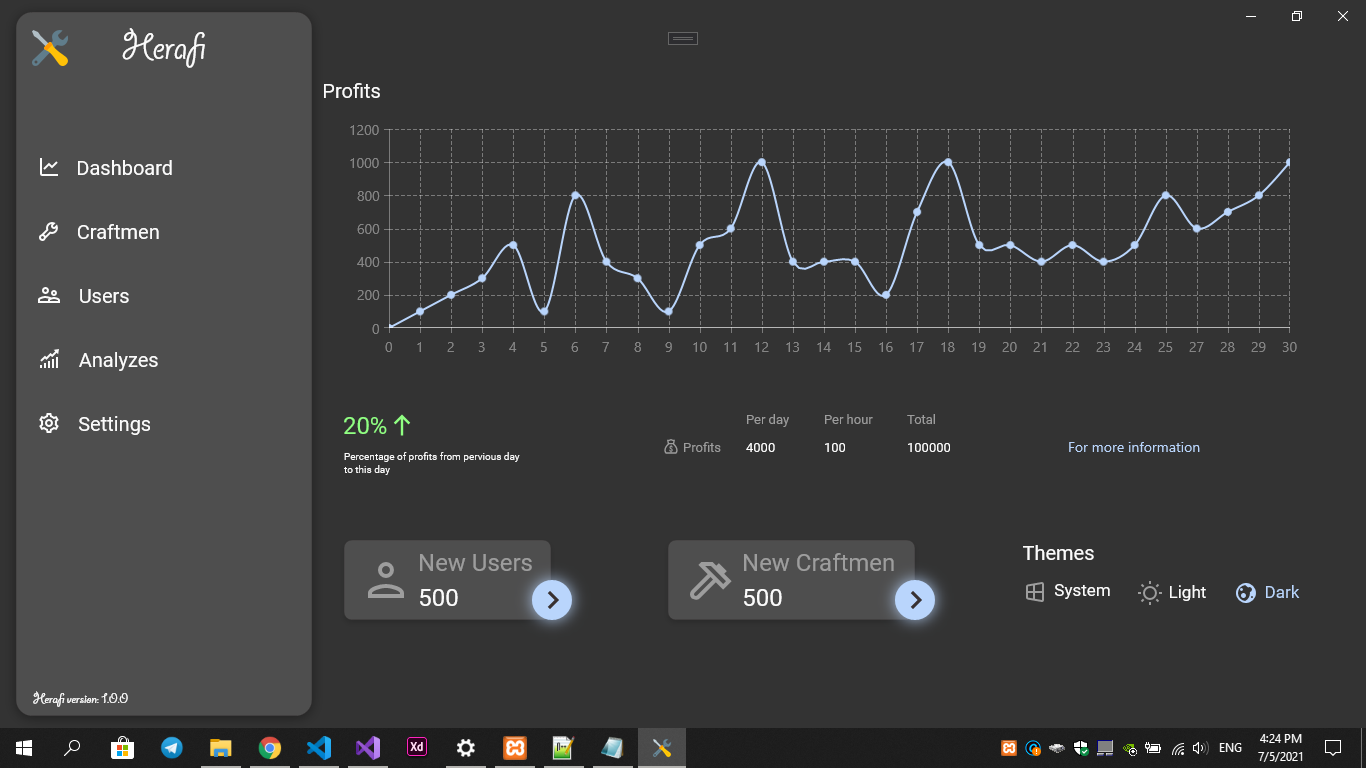 Herafi
Dashboard
Craftmen
Users
Analyzes
Settings
Herafi version: 1.0.0
Profits
1200
1000
800
600
400
200
0
0 1 2 3 4 5 6 7 8 9 10 11 12 13 14 15 16 17 18 19 20 21 22 23 24 25 27 28 29 30
20%
Percentage of profits from pervious day
to this day
Per day Per hour Total
Profits 4000 100 100000
For more information
New Users
500
New Craftmen
500
Themes
System Light Dark
Xd
ENG
4:24 PM
7/5/2021